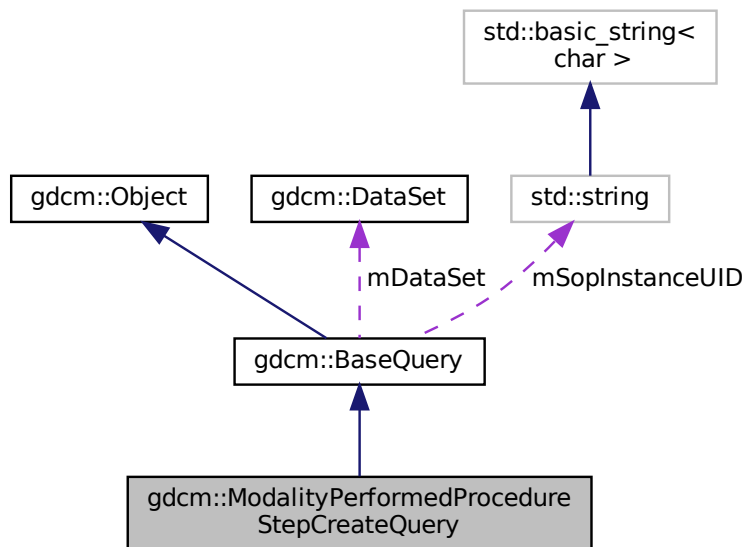 std::basic_string<
char >
gdcm::Object
gdcm::DataSet
std::string
mDataSet
mSopInstanceUID
gdcm::BaseQuery
gdcm::ModalityPerformedProcedure
StepCreateQuery